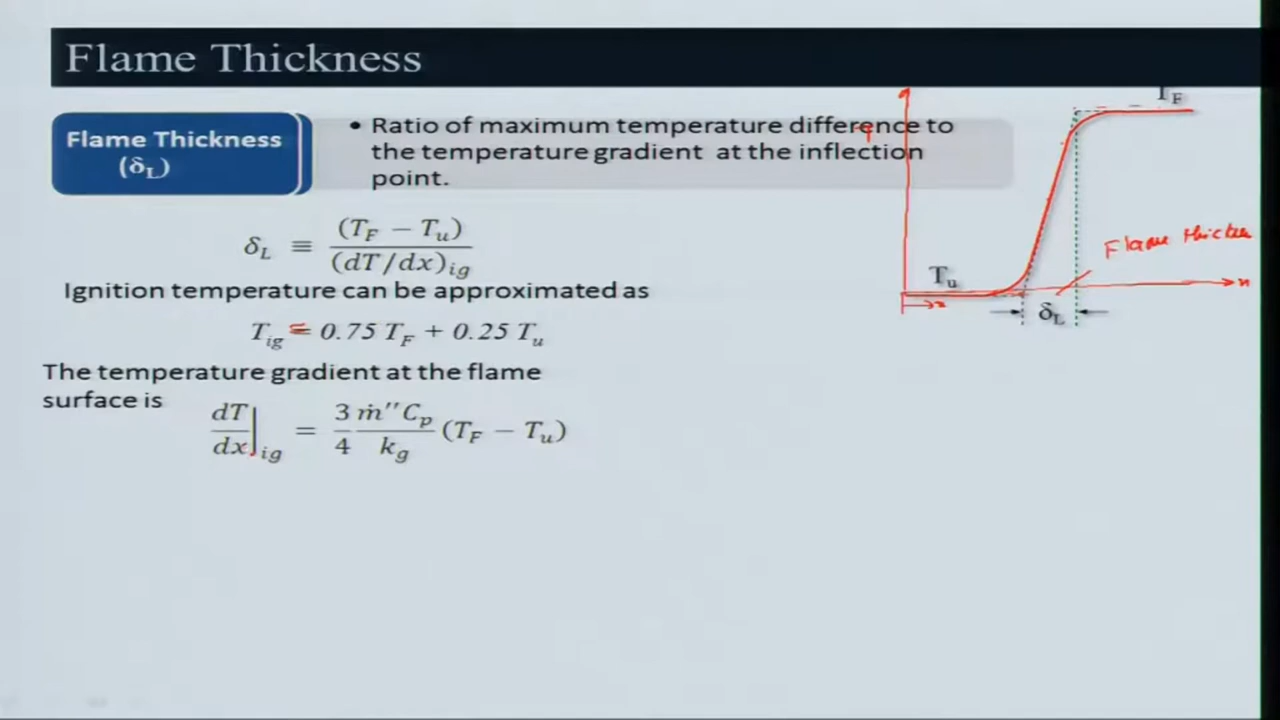 Flame Thickness
Flame Thickness
(δL)
• Ratio of maximum temperature difference to
the temperature gradient at the inflection
point.
δL ≡ (TF − Tu) / (dT/dx)ig
Ignition temperature can be approximated as
Tig ≈ 0.75 TF + 0.25 Tu
The temperature gradient at the flame
surface is
dT/dx]ig = 3/4 ṁ″Cp/kg (TF − Tu)
TF
Flame
Tu
x
x
δL